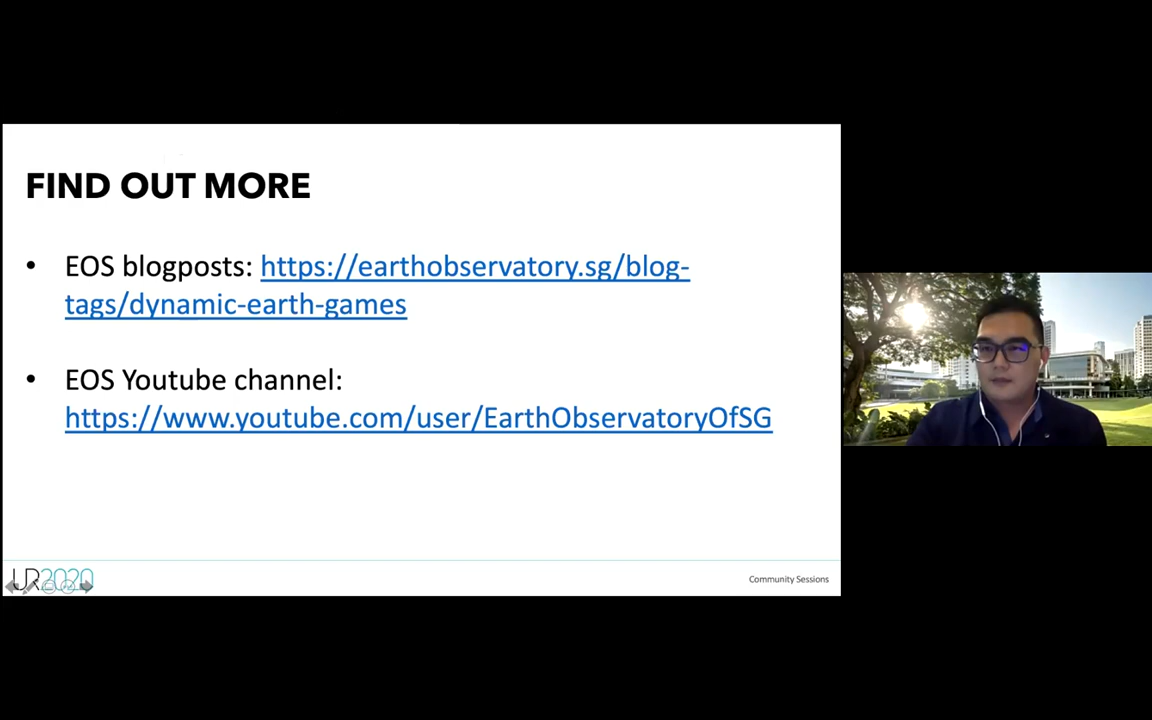 FIND OUT MORE
• EOS blogposts: https://earthobservatory.sg/blog-
tags/dynamic-earth-games
• EOS Youtube channel:
https://www.youtube.com/user/EarthObservatoryOfSG
UR2020
Community Sessions